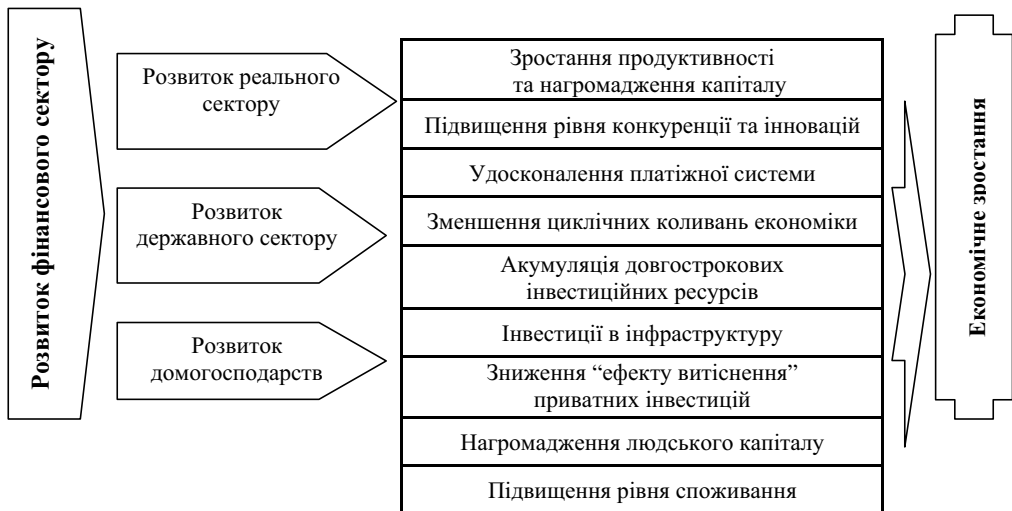 Розвиток фінансового сектору
Розвиток реального
сектору
Розвиток
державного сектору
Розвиток
домогосподарств
Зростання продуктивності
та нагромадження капіталу
Підвищення рівня конкуренції та інновацій
Удосконалення платіжної системи
Зменшення циклічних коливань економіки
Акумуляція довгострокових
інвестиційних ресурсів
Інвестиції в інфраструктуру
Зниження “ефекту витіснення”
приватних інвестицій
Нагромадження людського капіталу
Підвищення рівня споживання
Економічне зростання